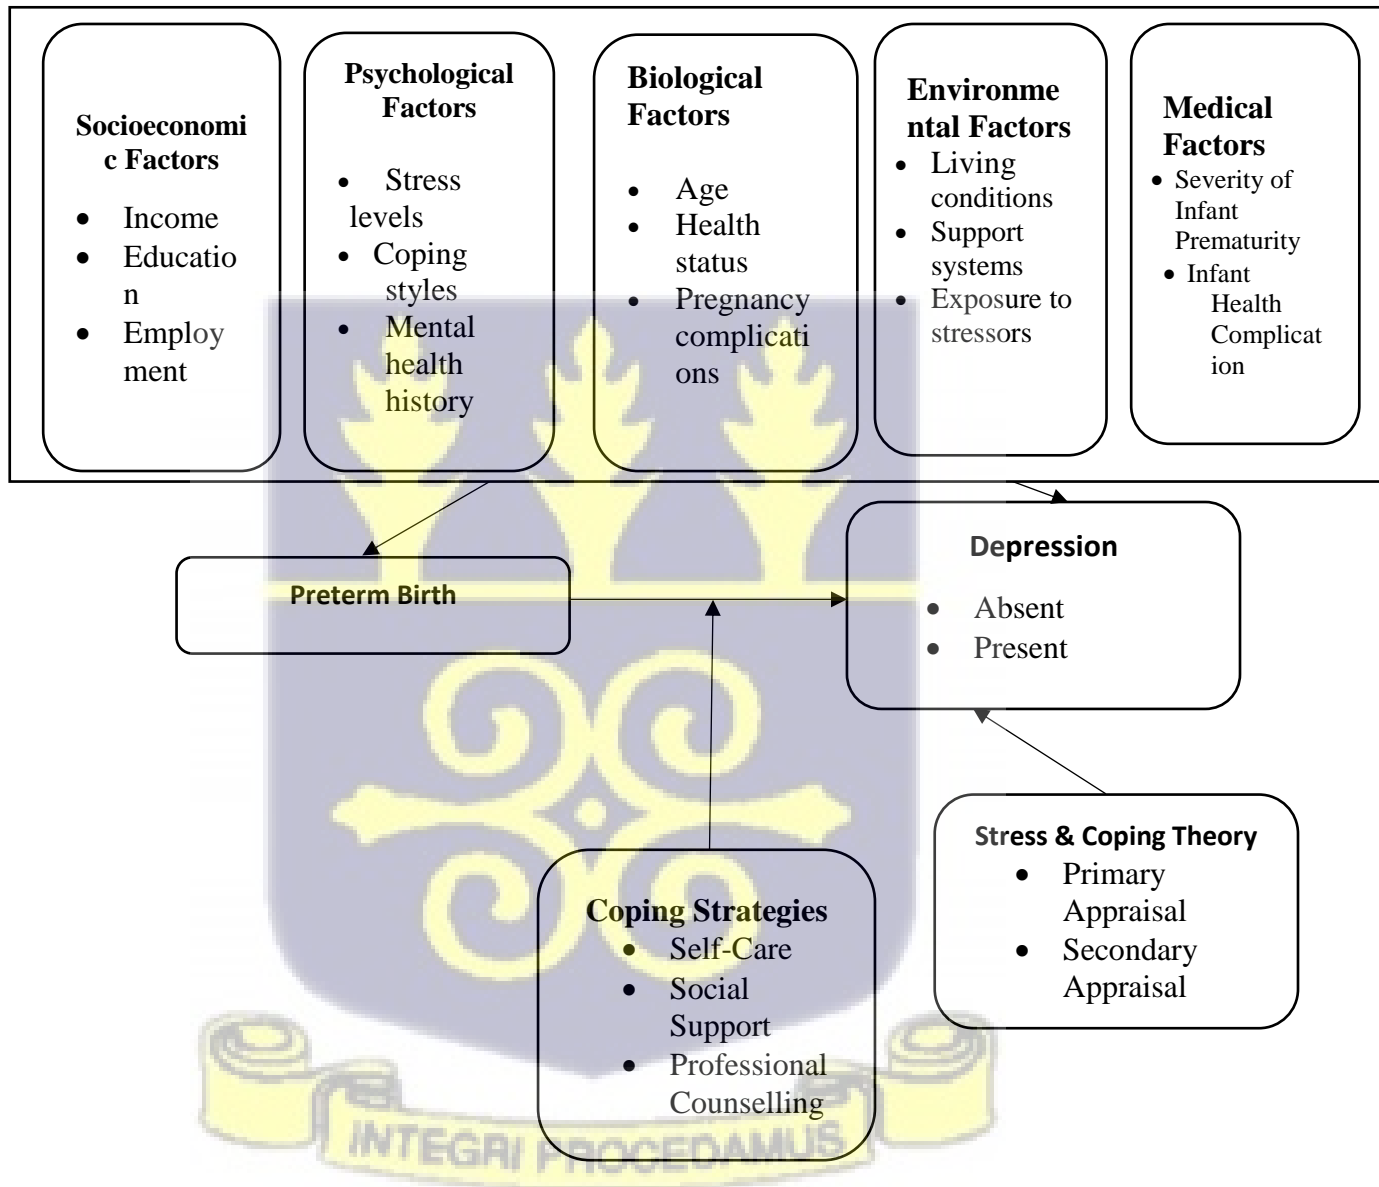 Socioeconomi
c Factors
• Income
• Educatio
n
• Employ
ment
Psychological
Factors
• Stress
levels
• Coping
styles
• Mental
health
history
Biological
Factors
• Age
• Health
status
• Pregnancy
complicati
ons
Environme
ntal Factors
• Living
conditions
• Support
systems
• Exposure to
stressors
Medical
Factors
• Severity of
Infant
Prematurity
• Infant
Health
Complicat
ion
Preterm Birth
Depression
• Absent
• Present
Coping Strategies
• Self-Care
• Social
Support
• Professional
Counselling
Stress & Coping Theory
• Primary
Appraisal
• Secondary
Appraisal
INTEGRI PROCEDAMUS